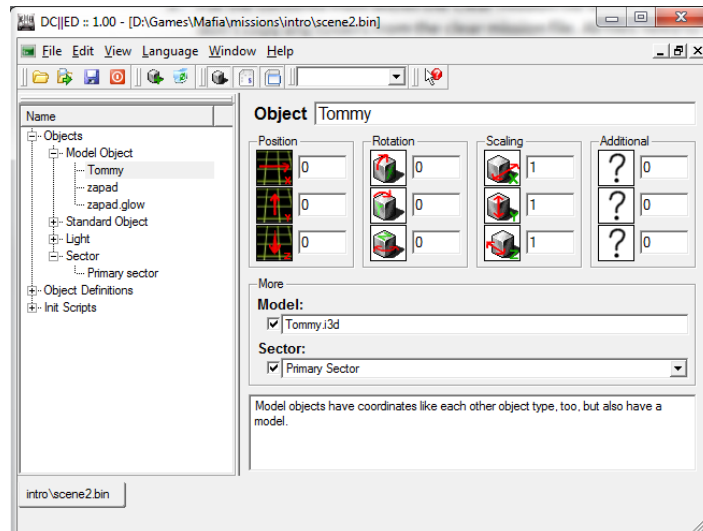 DC||ED :: 1.00 - [D:\Games\Mafia\missions\intro\scene2.bin]
File Edit View Language Window Help
Name
Objects
Model Object
Tommy
zapad
zapad.glow
Standard Object
Light
Sector
Primary sector
Object Definitions
Init Scripts
Object Tommy
Position Rotation Scaling Additional
0 0 1 ? 0
0 0 1 ? 0
0 0 1 ? 0
More
Model:
Tommy.i3d
Sector:
Primary Sector
Model objects have coordinates like each other object type, too, but also have a
model.
intro\scene2.bin